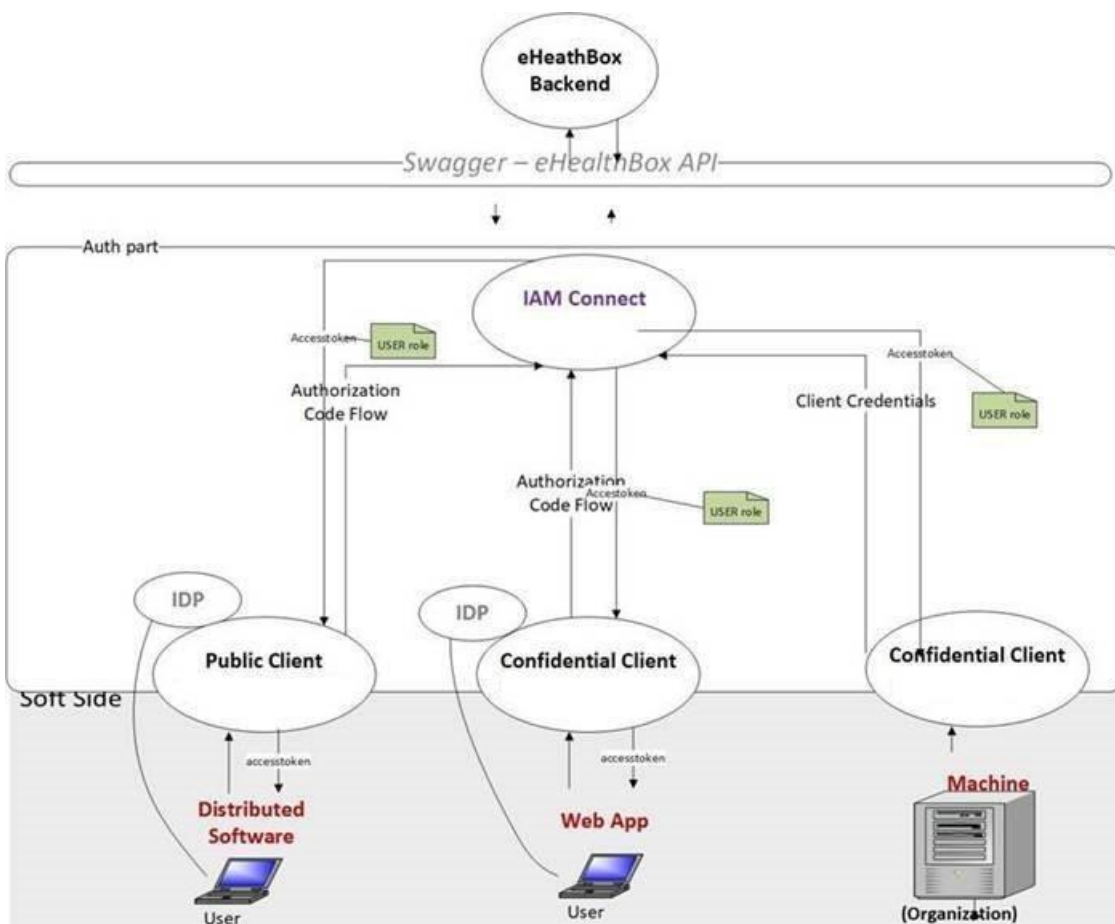 eHeathBox
Backend
Swagger – eHealthBox API
Auth part
IAM Connect
Accesstoken
USER role
Authorization
Code Flow
Accesstoken
USER role
Client Credentials
Authorization
Code Flow
Accesstoken
USER role
IDP
IDP
Public Client
Confidential Client
Confidential Client
Soft Side
accesstoken
accesstoken
Distributed
Software
Web App
Machine
User
User
(Organization)